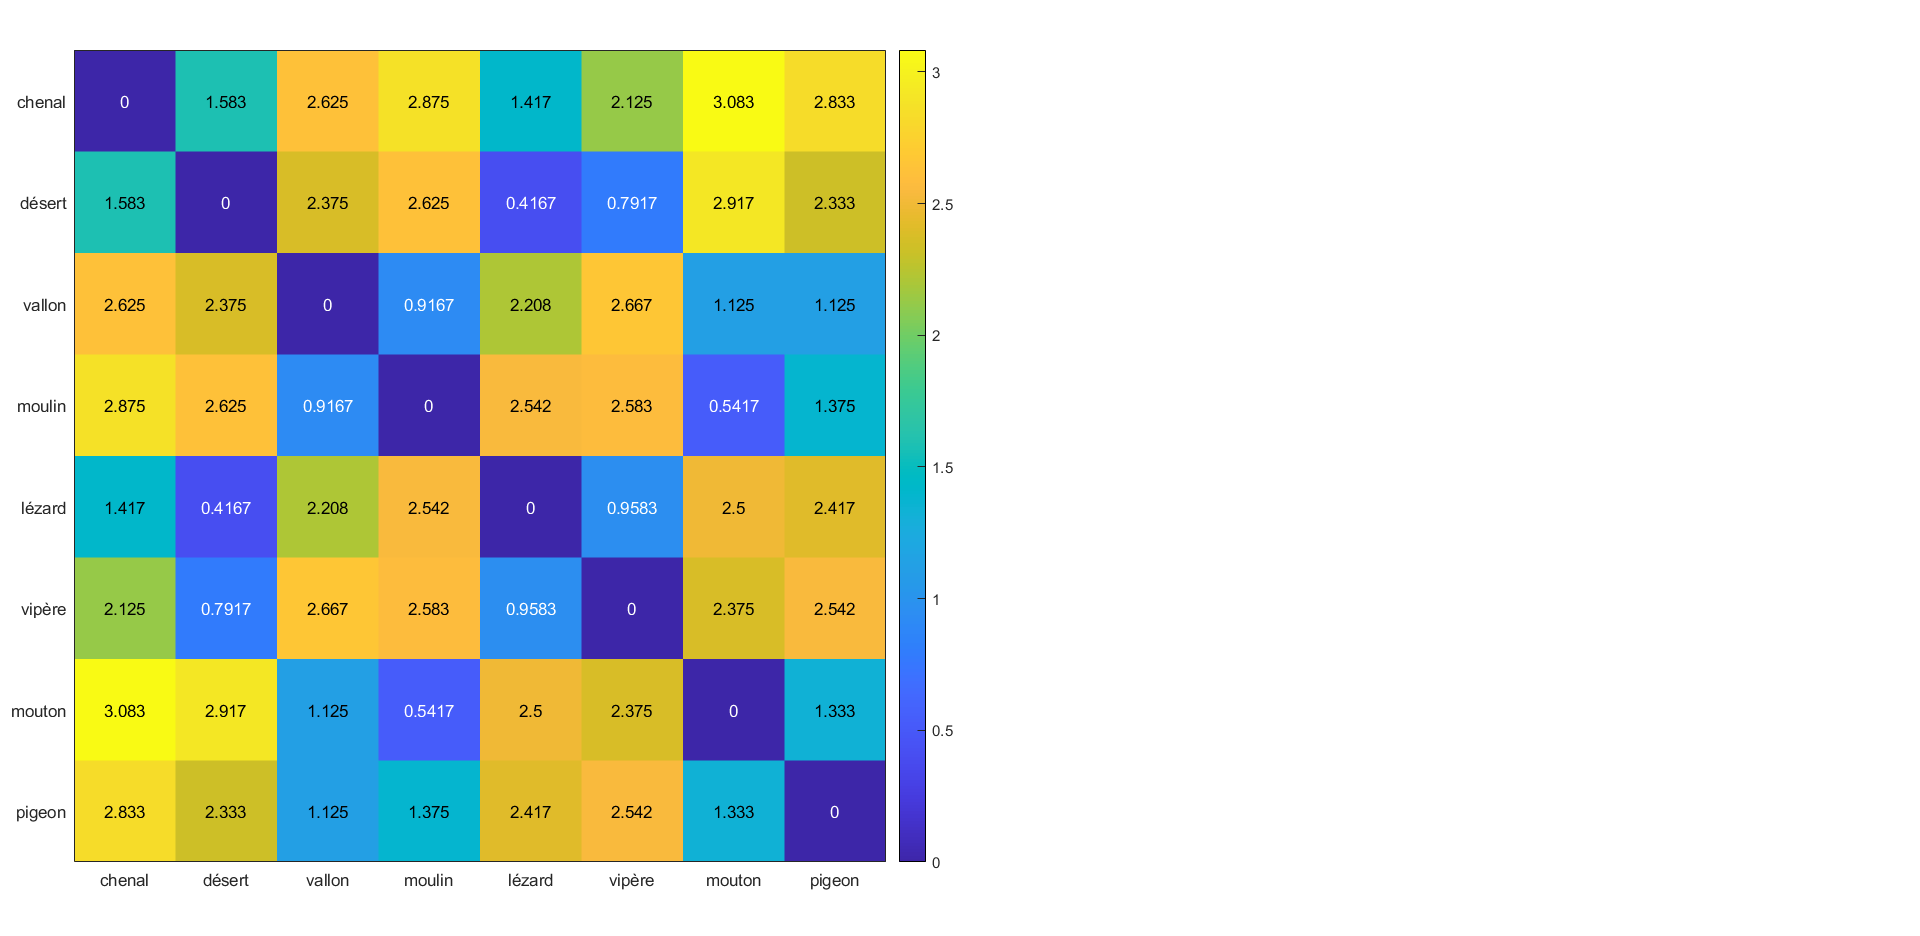 chenal 0 1.583 2.625 2.875 1.417 2.125 3.083 2.833
désert 1.583 0 2.375 2.625 0.4167 0.7917 2.917 2.333
vallon 2.625 2.375 0 0.9167 2.208 2.667 1.125 1.125
moulin 2.875 2.625 0.9167 0 2.542 2.583 0.5417 1.375
lézard 1.417 0.4167 2.208 2.542 0 0.9583 2.5 2.417
vipère 2.125 0.7917 2.667 2.583 0.9583 0 2.375 2.542
mouton 3.083 2.917 1.125 0.5417 2.5 2.375 0 1.333
pigeon 2.833 2.333 1.125 1.375 2.417 2.542 1.333 0
chenal désert vallon moulin lézard vipère mouton pigeon
3
2.5
2
1.5
1
0.5
0